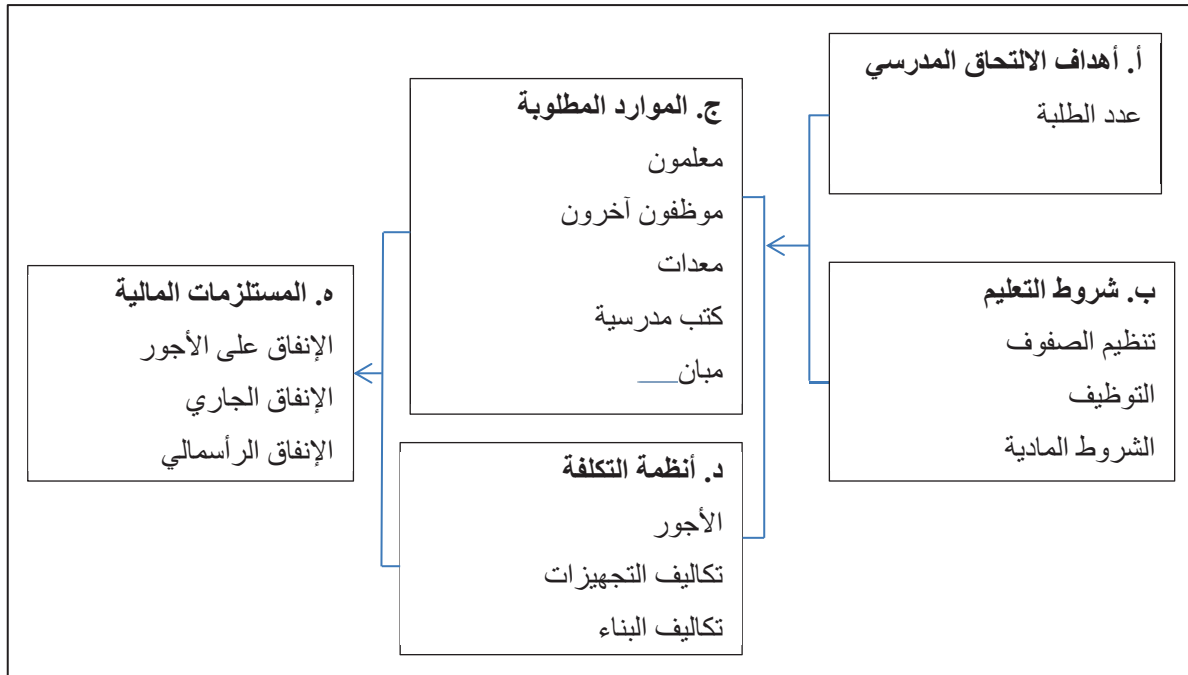 أ. أهداف الالتحاق المدرسي
عدد الطلبة
ب. شروط التعليم
تنظيم الصفوف
التوظيف
الشروط المادية
ج. الموارد المطلوبة
معلمون
موظفون آخرون
معدات
كتب مدرسية
مبان
د. أنظمة التكلفة
الأجور
تكاليف التجهيزات
تكاليف البناء
ه. المستلزمات المالية
الإنفاق على الأجور
الإنفاق الجاري
الإنفاق الرأسمالي